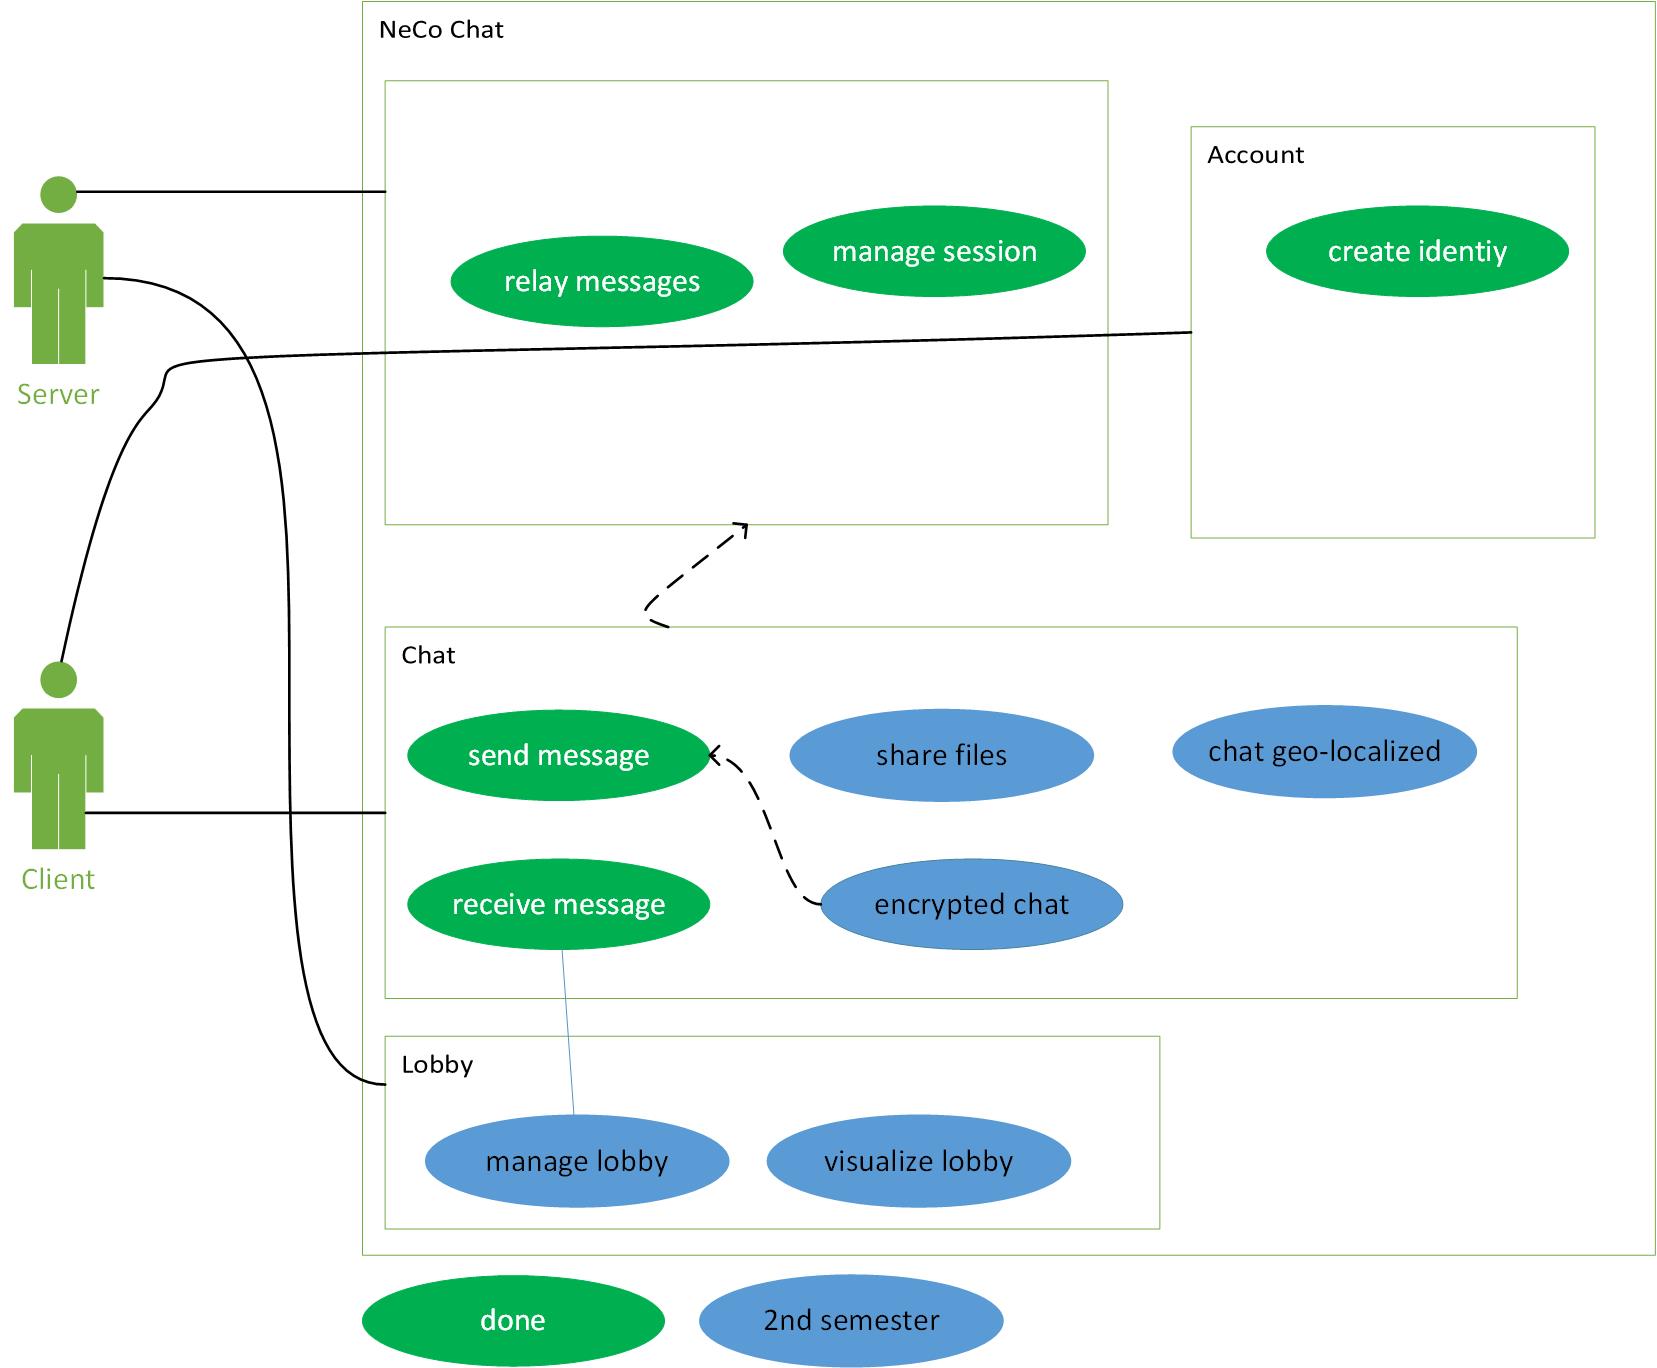 NeCo Chat
Account
relay messages
manage session
create identiy
Server
Chat
send message
share files
chat geo-localized
Client
receive message
encrypted chat
Lobby
manage lobby
visualize lobby
done
2nd semester